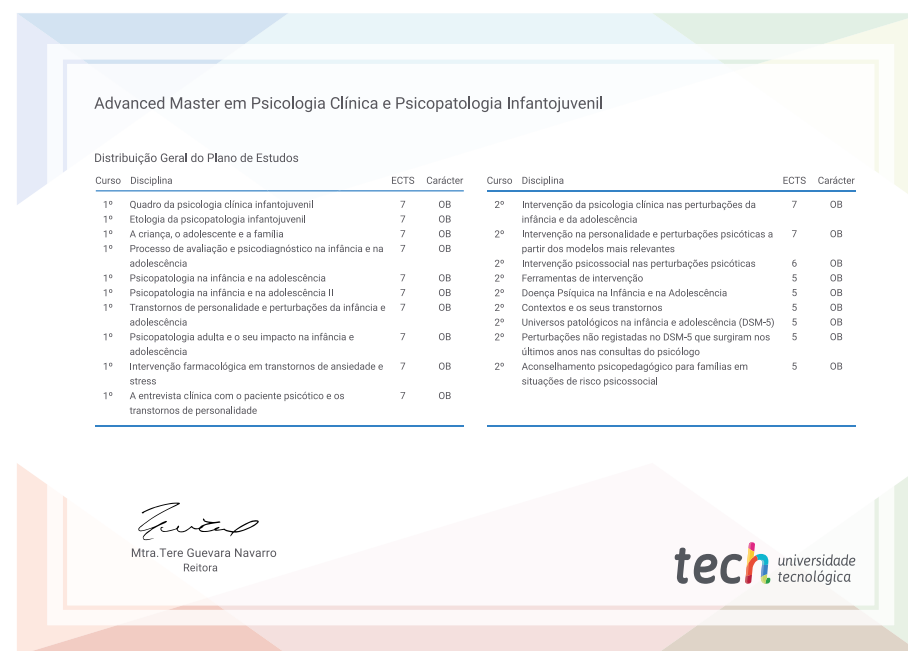 Advanced Master em Psicologia Clínica e Psicopatologia Infantojuvenil
Distribuição Geral do Plano de Estudos
Curso Disciplina ECTS Carácter
1º Quadro da psicologia clínica infantojuvenil 7 OB
1º Etologia da psicopatologia infantojuvenil 7 OB
1º A criança, o adolescente e a família 7 OB
1º Processo de avaliação e psicodiagnóstico na infância e na 7 OB
adolescência
1º Psicopatologia na infância e na adolescência 7 OB
1º Psicopatologia na infância e na adolescência II 7 OB
1º Transtornos de personalidade e perturbações da infância e 7 OB
adolescência
1º Psicopatologia adulta e o seu impacto na infância e 7 OB
adolescência
1º Intervenção farmacológica em transtornos de ansiedade e 7 OB
stress
1º A entrevista clínica com o paciente psicótico e os 7 OB
transtornos de personalidade
Curso Disciplina ECTS Carácter
2º Intervenção da psicologia clínica nas perturbações da 7 OB
infância e da adolescência
2º Intervenção na personalidade e perturbações psicóticas a 7 OB
partir dos modelos mais relevantes
2º Intervenção psicossocial nas perturbações psicóticas 6 OB
2º Ferramentas de intervenção 5 OB
2º Doença Psíquica na Infância e na Adolescência 5 OB
2º Contextos e os seus transtornos 5 OB
2º Universos patológicos na infância e adolescência (DSM-5) 5 OB
2º Perturbações não registadas no DSM-5 que surgiram nos 5 OB
últimos anos nas consultas do psicólogo
2º Aconselhamento psicopedagógico para famílias em 5 OB
situações de risco psicossocial
Mtra.Tere Guevara Navarro
Reitora
tech universidade
tecnológica